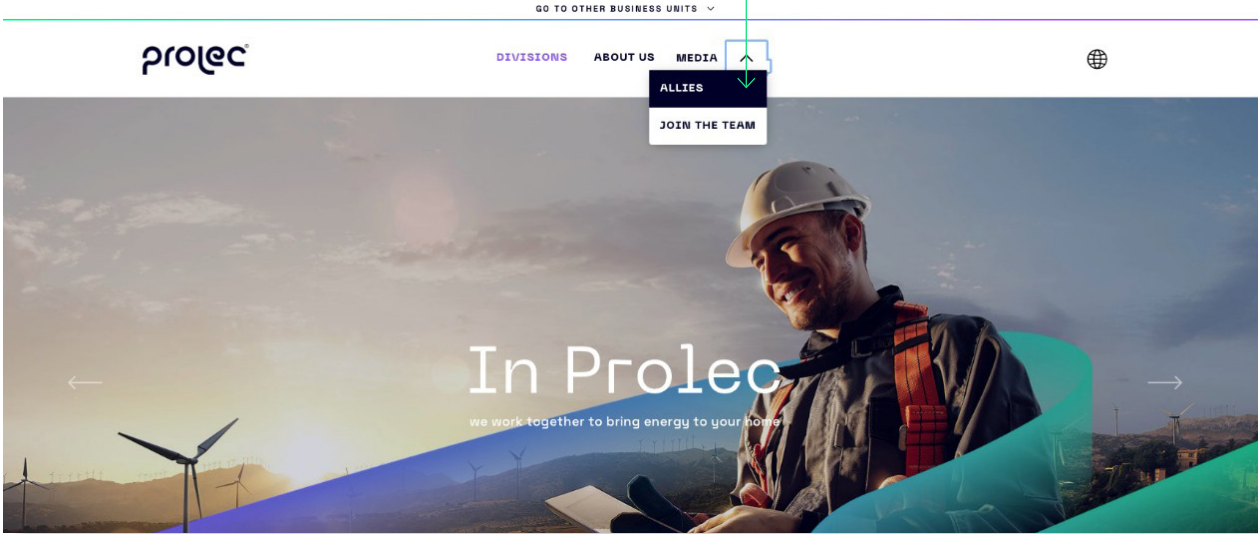 GO TO OTHER BUSINESS UNITS
prolec®
DIVISIONS ABOUT US MEDIA
ALLIES
JOIN THE TEAM
In Prolec
we work together to bring energy to your home